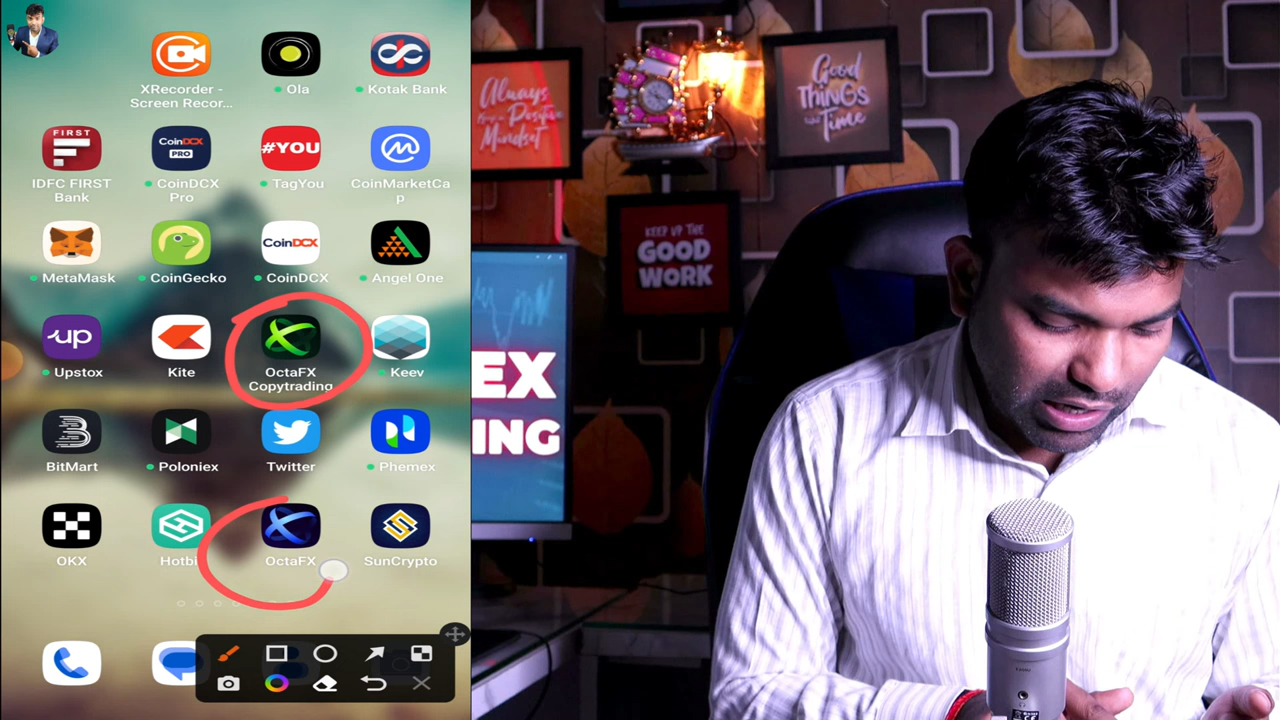 XRecorder -
Screen Recor...
Ola
Kotak Bank
FIRST
IDFC FIRST
Bank
CoinDCX
PRO
CoinDCX
Pro
#YOU
TagYou
CoinMarketCa
p
MetaMask
CoinGecko
CoinDCX
CoinDCX
Angel One
up
Upstox
Kite
OctaFX
Copytrading
Keev
BitMart
Poloniex
Twitter
Phemex
OKX
Hotbi
OctaFX
SunCrypto
Always
Positive
Mindset
Good
THINGS
Time
KEEP UP THE
GOOD
WORK
EX
ING